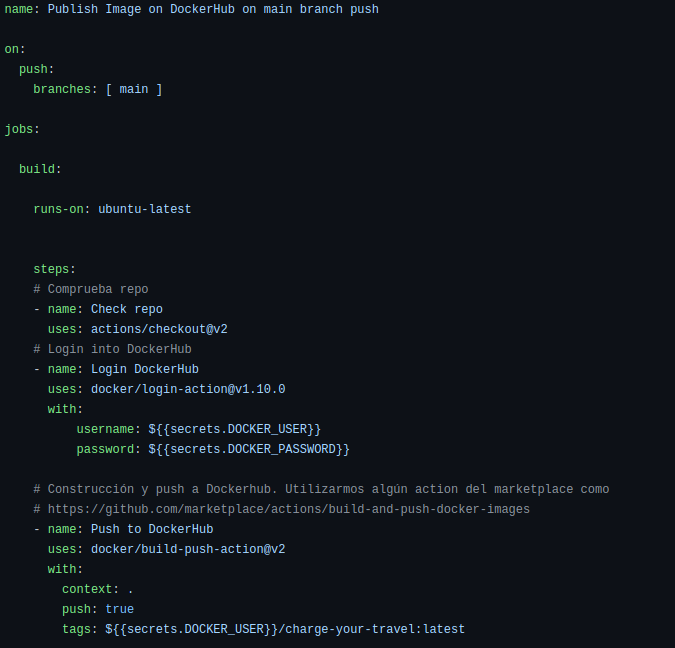 name: Publish Image on DockerHub on main branch push
on:
push:
branches: [ main ]
jobs:
build:
runs-on: ubuntu-latest
steps:
# Comprueba repo
- name: Check repo
uses: actions/checkout@v2
# Login into DockerHub
- name: Login DockerHub
uses: docker/login-action@v1.10.0
with:
username: ${{secrets.DOCKER_USER}}
password: ${{secrets.DOCKER_PASSWORD}}
# Construcción y push a Dockerhub. Utilizarmos algún action del marketplace como
# https://github.com/marketplace/actions/build-and-push-docker-images
- name: Push to DockerHub
uses: docker/build-push-action@v2
with:
context: .
push: true
tags: ${{secrets.DOCKER_USER}}/charge-your-travel:latest